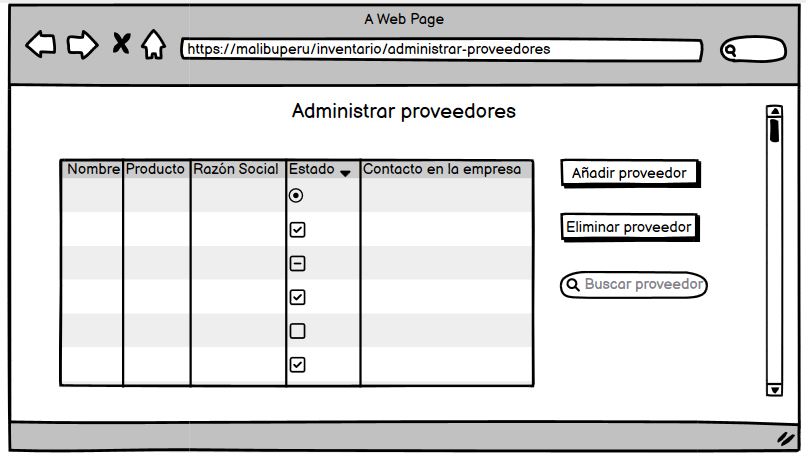 A Web Page
https://malibuperu/inventario/administrar-proveedores
Administrar proveedores
Nombre Producto Razón Social Estado Contacto en la empresa
Añadir proveedor
Eliminar proveedor
Buscar proveedor